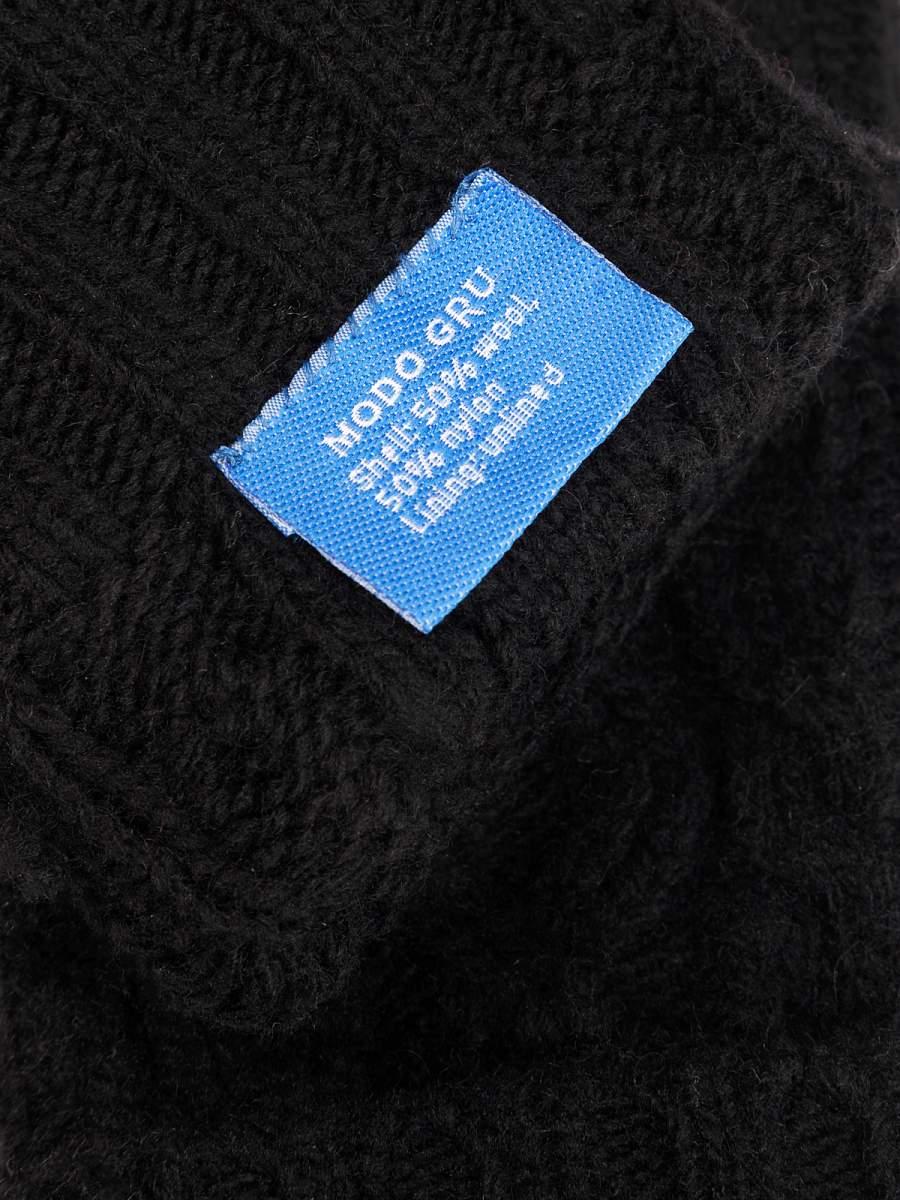 MODO GRU
Shell: 50% wool,
50% nylon
Lining: unlined